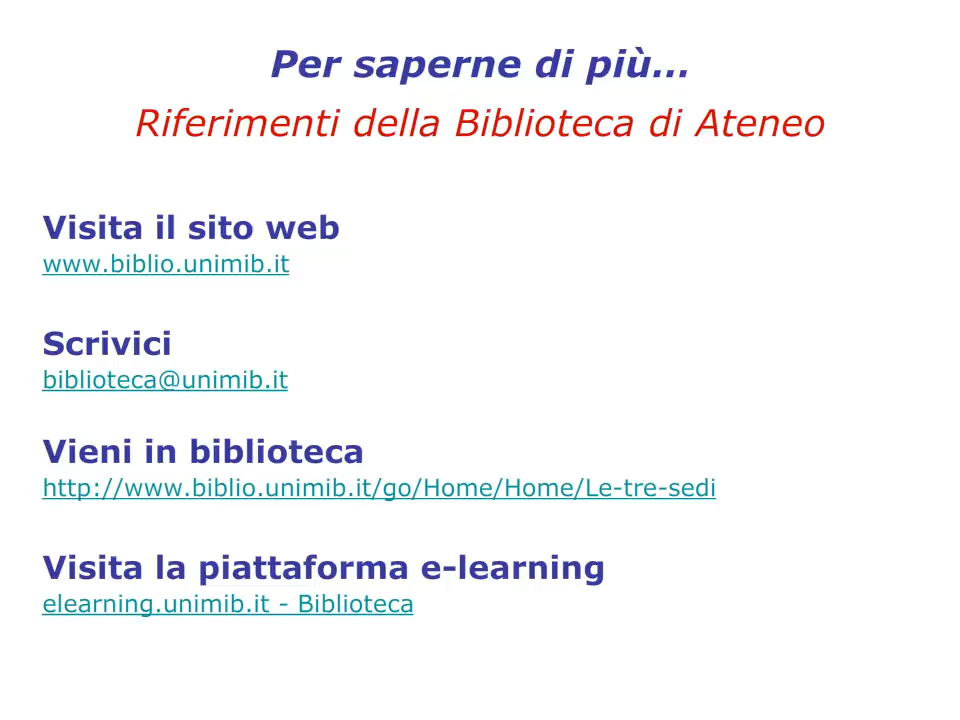 Per saperne di più…
Riferimenti della Biblioteca di Ateneo
Visita il sito web
www.biblio.unimib.it
Scrivici
biblioteca@unimib.it
Vieni in biblioteca
http://www.biblio.unimib.it/go/Home/Home/Le-tre-sedi
Visita la piattaforma e-learning
elearning.unimib.it - Biblioteca